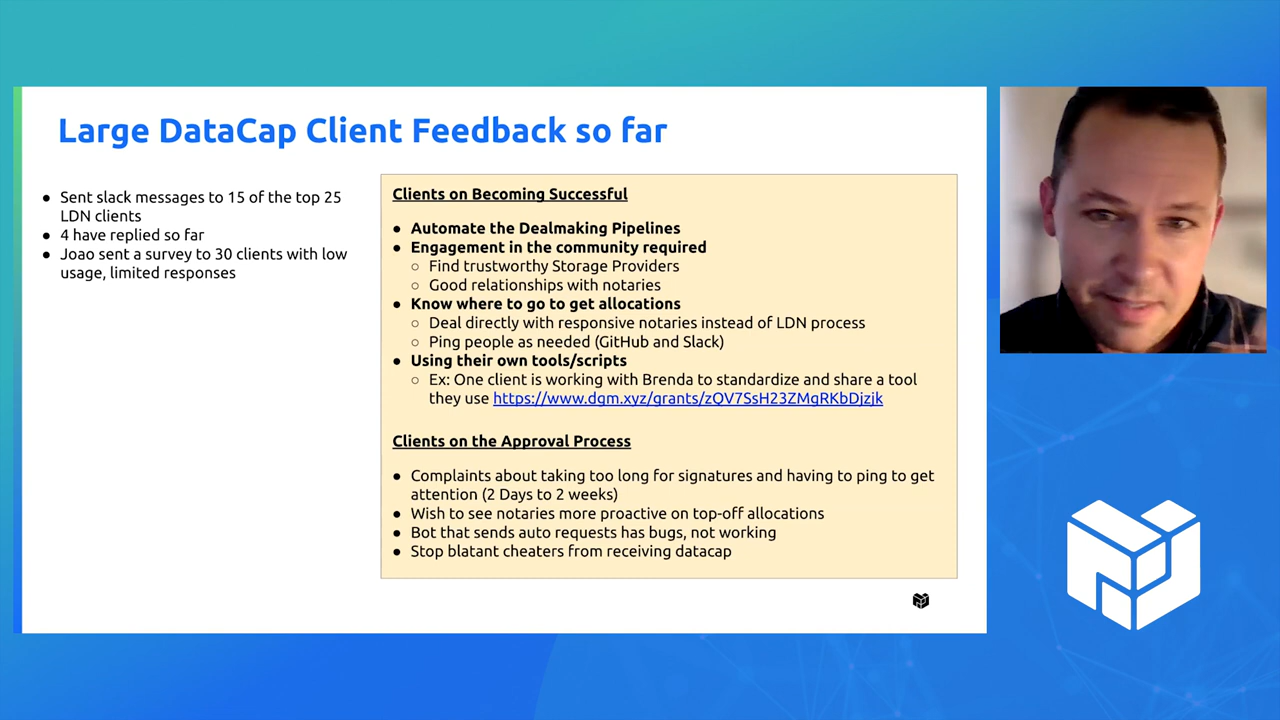 Large DataCap Client Feedback so far
● Sent slack messages to 15 of the top 25
LDN clients
● 4 have replied so far
● Joao sent a survey to 30 clients with low
usage, limited responses
Clients on Becoming Successful
● Automate the Dealmaking Pipelines
● Engagement in the community required
○ Find trustworthy Storage Providers
○ Good relationships with notaries
● Know where to go to get allocations
○ Deal directly with responsive notaries instead of LDN process
○ Ping people as needed (GitHub and Slack)
● Using their own tools/scripts
○ Ex: One client is working with Brenda to standardize and share a tool
they use https://www.dgm.xyz/grants/zQV7SsH23ZMgRKbDjzjk
Clients on the Approval Process
● Complaints about taking too long for signatures and having to ping to get
attention (2 Days to 2 weeks)
● Wish to see notaries more proactive on top-off allocations
● Bot that sends auto requests has bugs, not working
● Stop blatant cheaters from receiving datacap